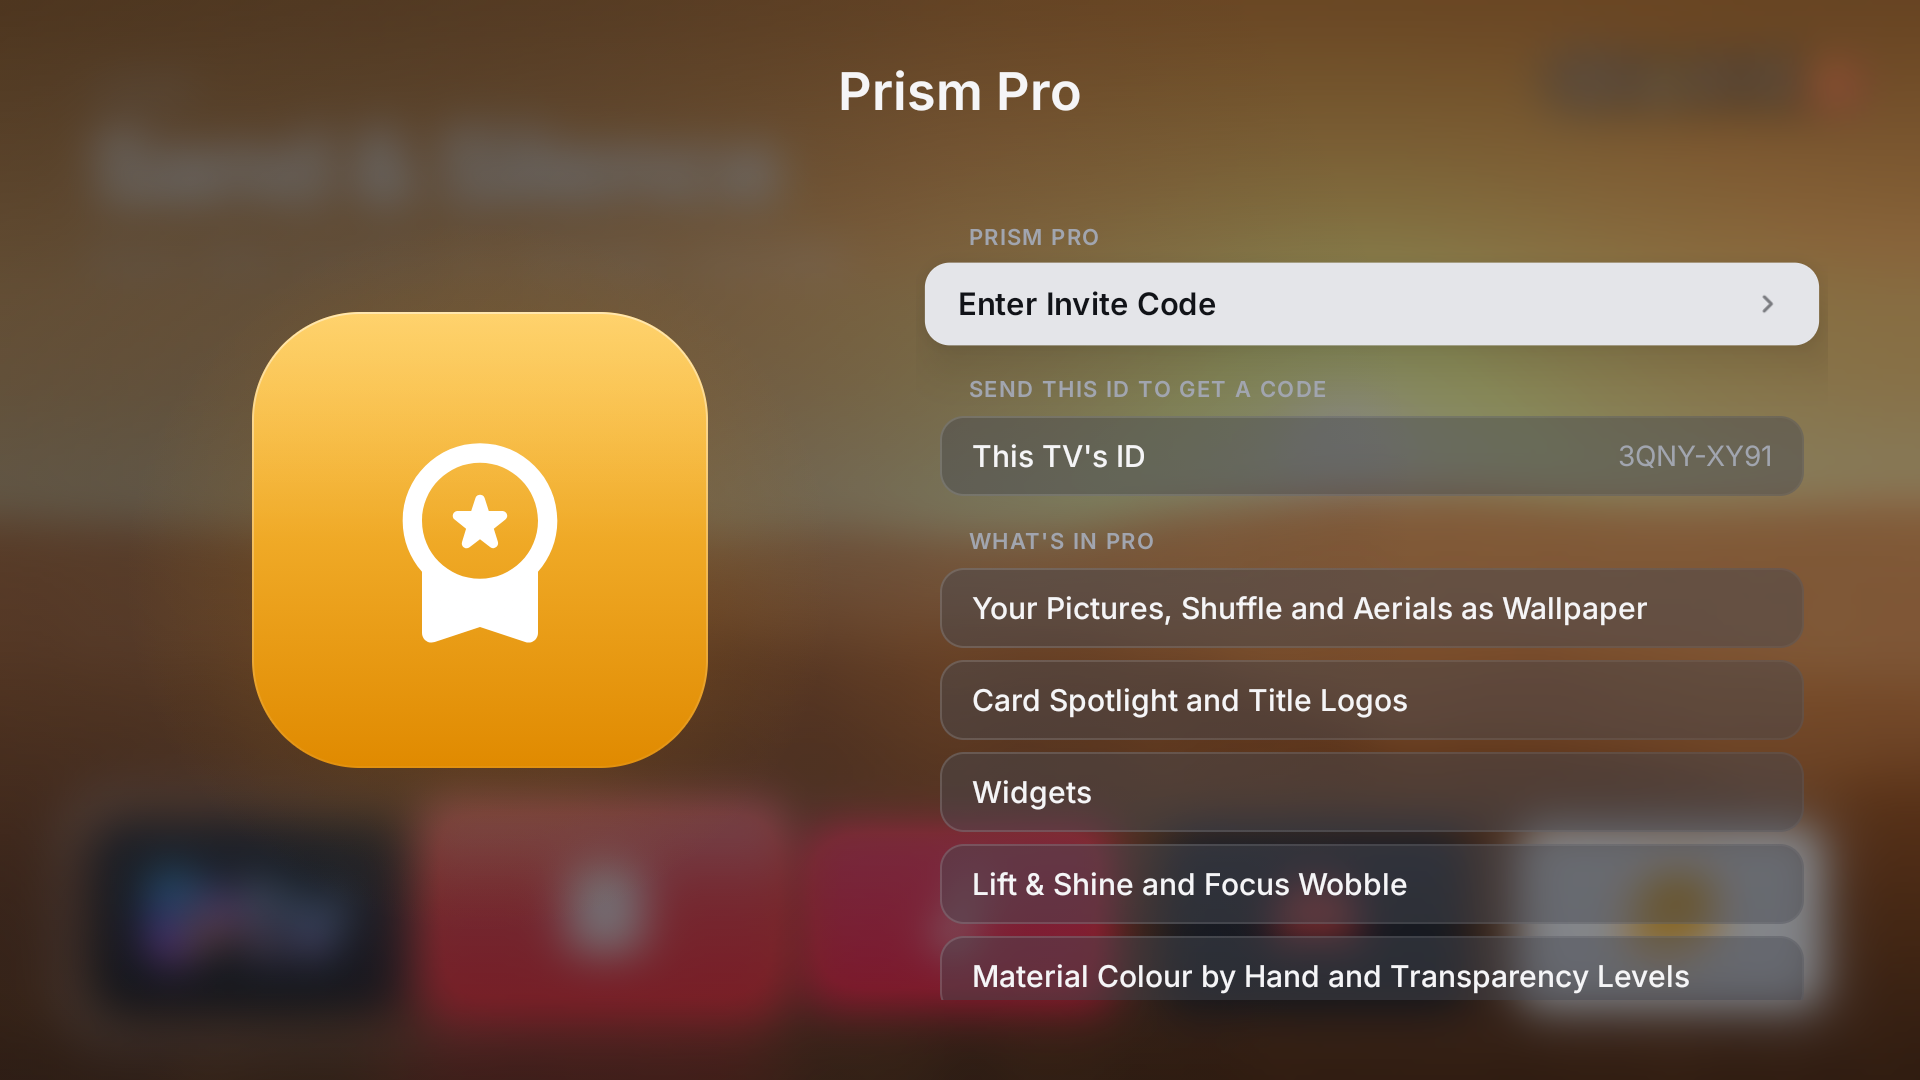 Prism Pro
PRISM PRO
Enter Invite Code
SEND THIS ID TO GET A CODE
This TV's ID 3QNY-XY91
WHAT'S IN PRO
Your Pictures, Shuffle and Aerials as Wallpaper
Card Spotlight and Title Logos
Widgets
Lift & Shine and Focus Wobble
Material Colour by Hand and Transparency Levels